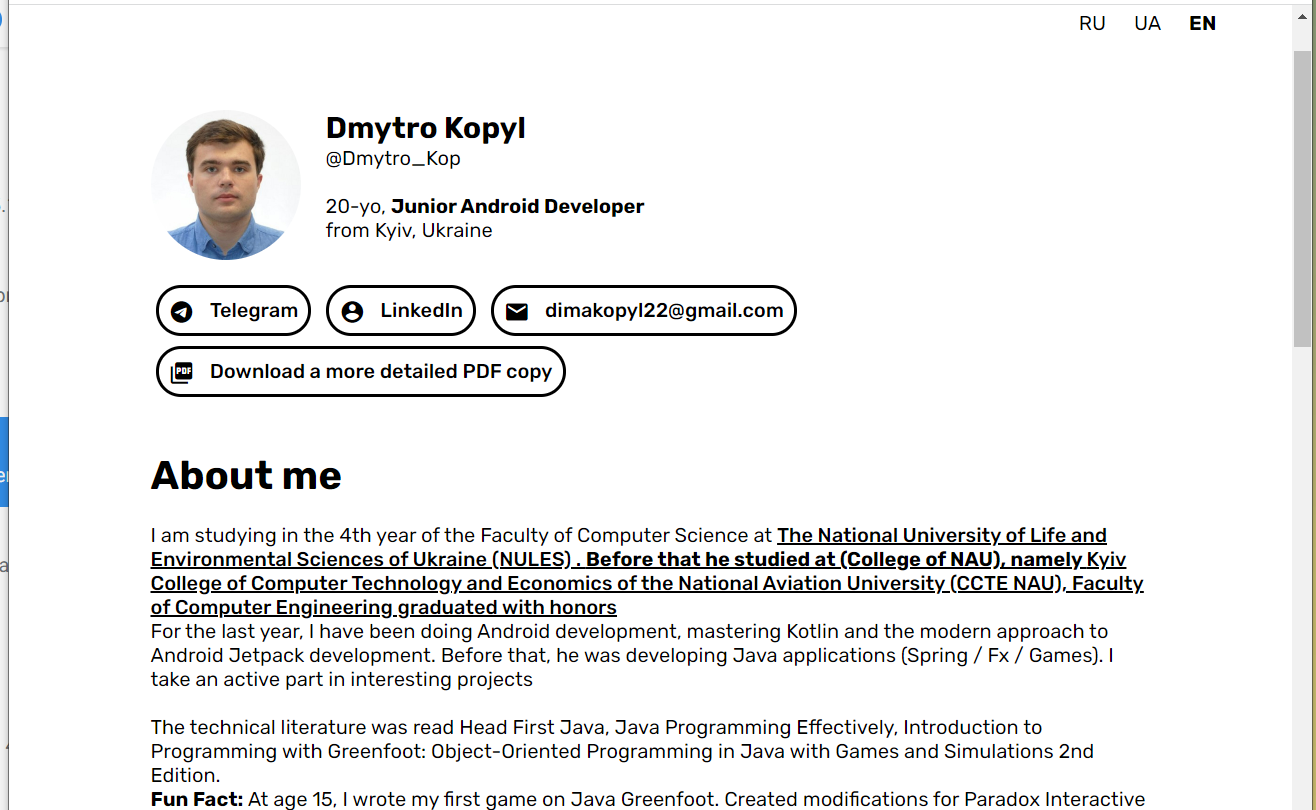 RU UA EN
Dmytro Kopyl
@Dmytro_Kop
20-yo, Junior Android Developer
from Kyiv, Ukraine
Telegram LinkedIn dimakopyl22@gmail.com
PDF Download a more detailed PDF copy
About me
I am studying in the 4th year of the Faculty of Computer Science at The National University of Life and
Environmental Sciences of Ukraine (NULES) . Before that he studied at (College of NAU), namely Kyiv
College of Computer Technology and Economics of the National Aviation University (CCTE NAU), Faculty
of Computer Engineering graduated with honors
For the last year, I have been doing Android development, mastering Kotlin and the modern approach to
Android Jetpack development. Before that, he was developing Java applications (Spring / Fx / Games). I
take an active part in interesting projects
The technical literature was read Head First Java, Java Programming Effectively, Introduction to
Programming with Greenfoot: Object-Oriented Programming in Java with Games and Simulations 2nd
Edition.
Fun Fact: At age 15, I wrote my first game on Java Greenfoot. Created modifications for Paradox Interactive